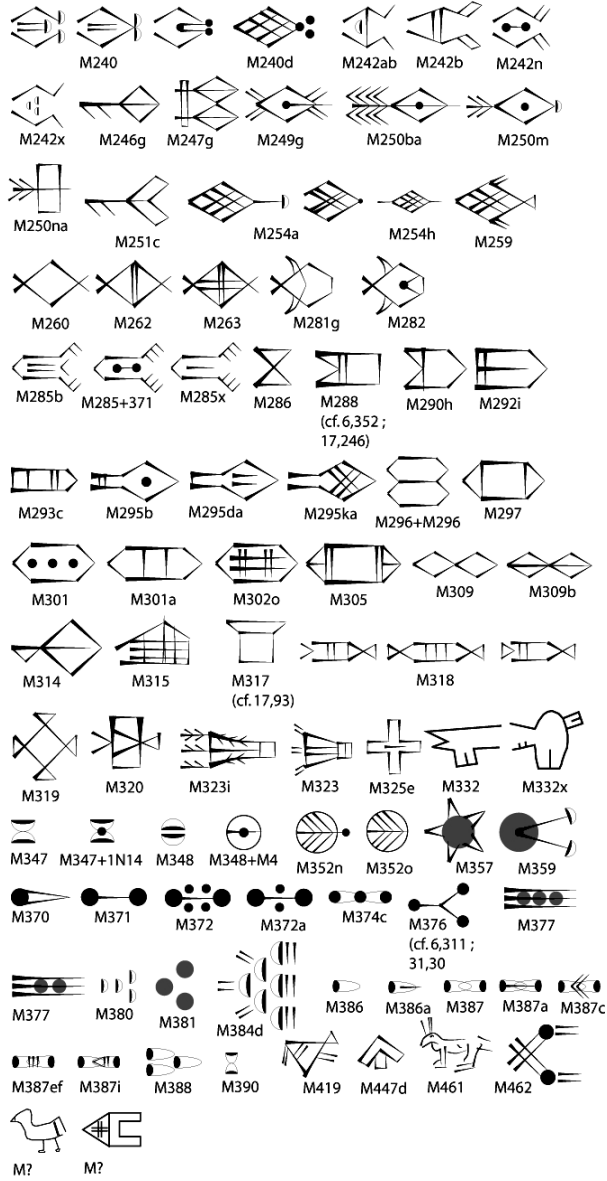 M240 M240d M242ab M242b M242n
M242x M246g M247g M249g M250ba M250m
M250na M251c M254a M254h M259
M260 M262 M263 M281g M282
M285b M285+371 M285x M286 M288 M290h M292i
(cf. 6,352 ;
17,246)
M293c M295b M295da M295ka M296+M296 M297
M301 M301a M302o M305 M309 M309b
M314 M315 M317 M318
(cf. 17,93)
M319 M320 M323i M323 M325e M332 M332x
M347 M347+1N14 M348 M348+M4 M352n M352o M357 M359
M370 M371 M372 M372a M374c M376 M377
(cf. 6,311 ;
31,30
M377 M380 M381 M384d M386 M386a M387 M387a M387c
M387ef M387i M388 M390 M419 M447d M461 M462
M? M?